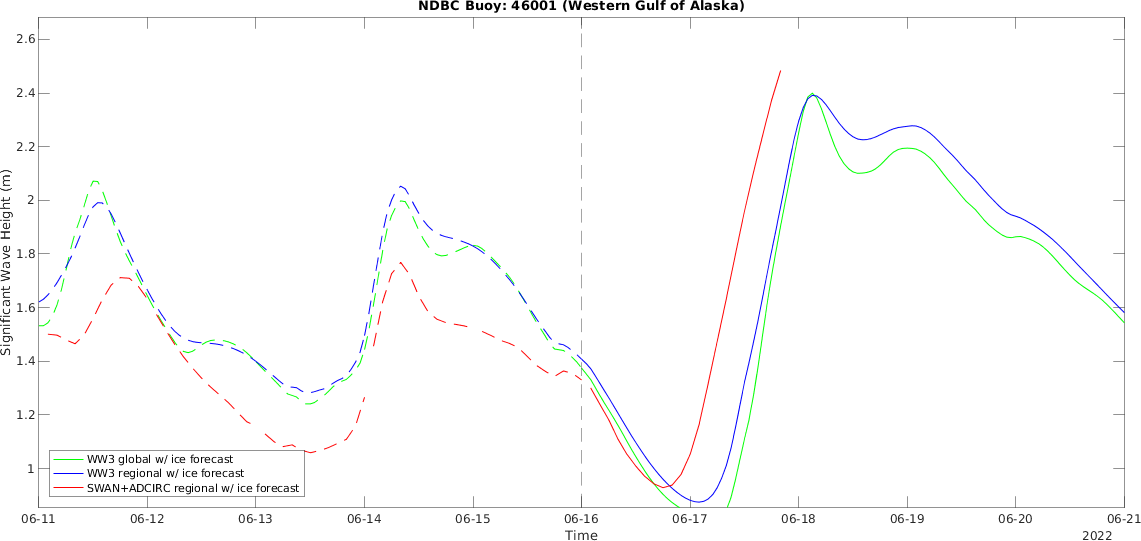 NDBC Buoy: 46001 (Western Gulf of Alaska)
2.6
2.4
2.2
2
1.8
1.6
1.4
1.2
1
Significant Wave Height (m)
WW3 global w/ ice forecast
WW3 regional w/ ice forecast
SWAN+ADCIRC regional w/ ice forecast
06-11 06-12 06-13 06-14 06-15 06-16 06-17 06-18 06-19 06-20 06-21
Time
2022